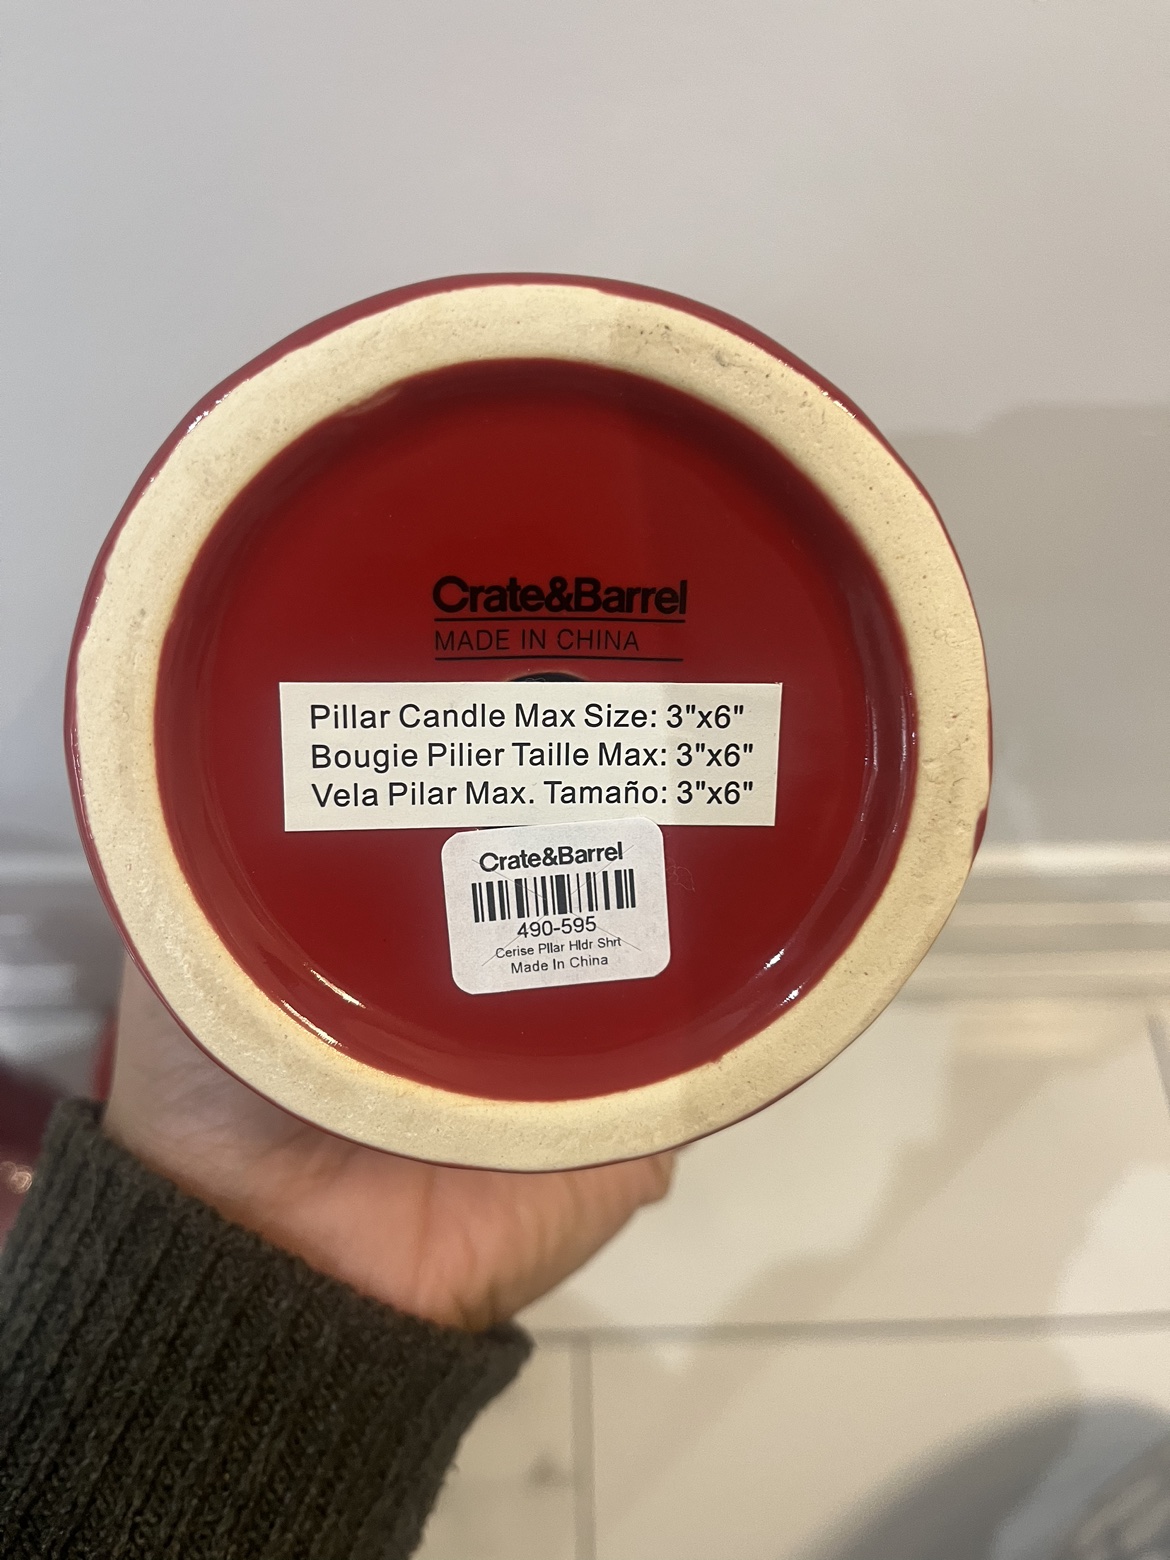 Crate&Barrel
MADE IN CHINA
Pillar Candle Max Size: 3"x6"
Bougie Pilier Taille Max: 3"x6"
Vela Pilar Max. Tamaño: 3"x6"
Crate&Barrel
490-595
Cerise Pllar Hldr Shrt
Made In China